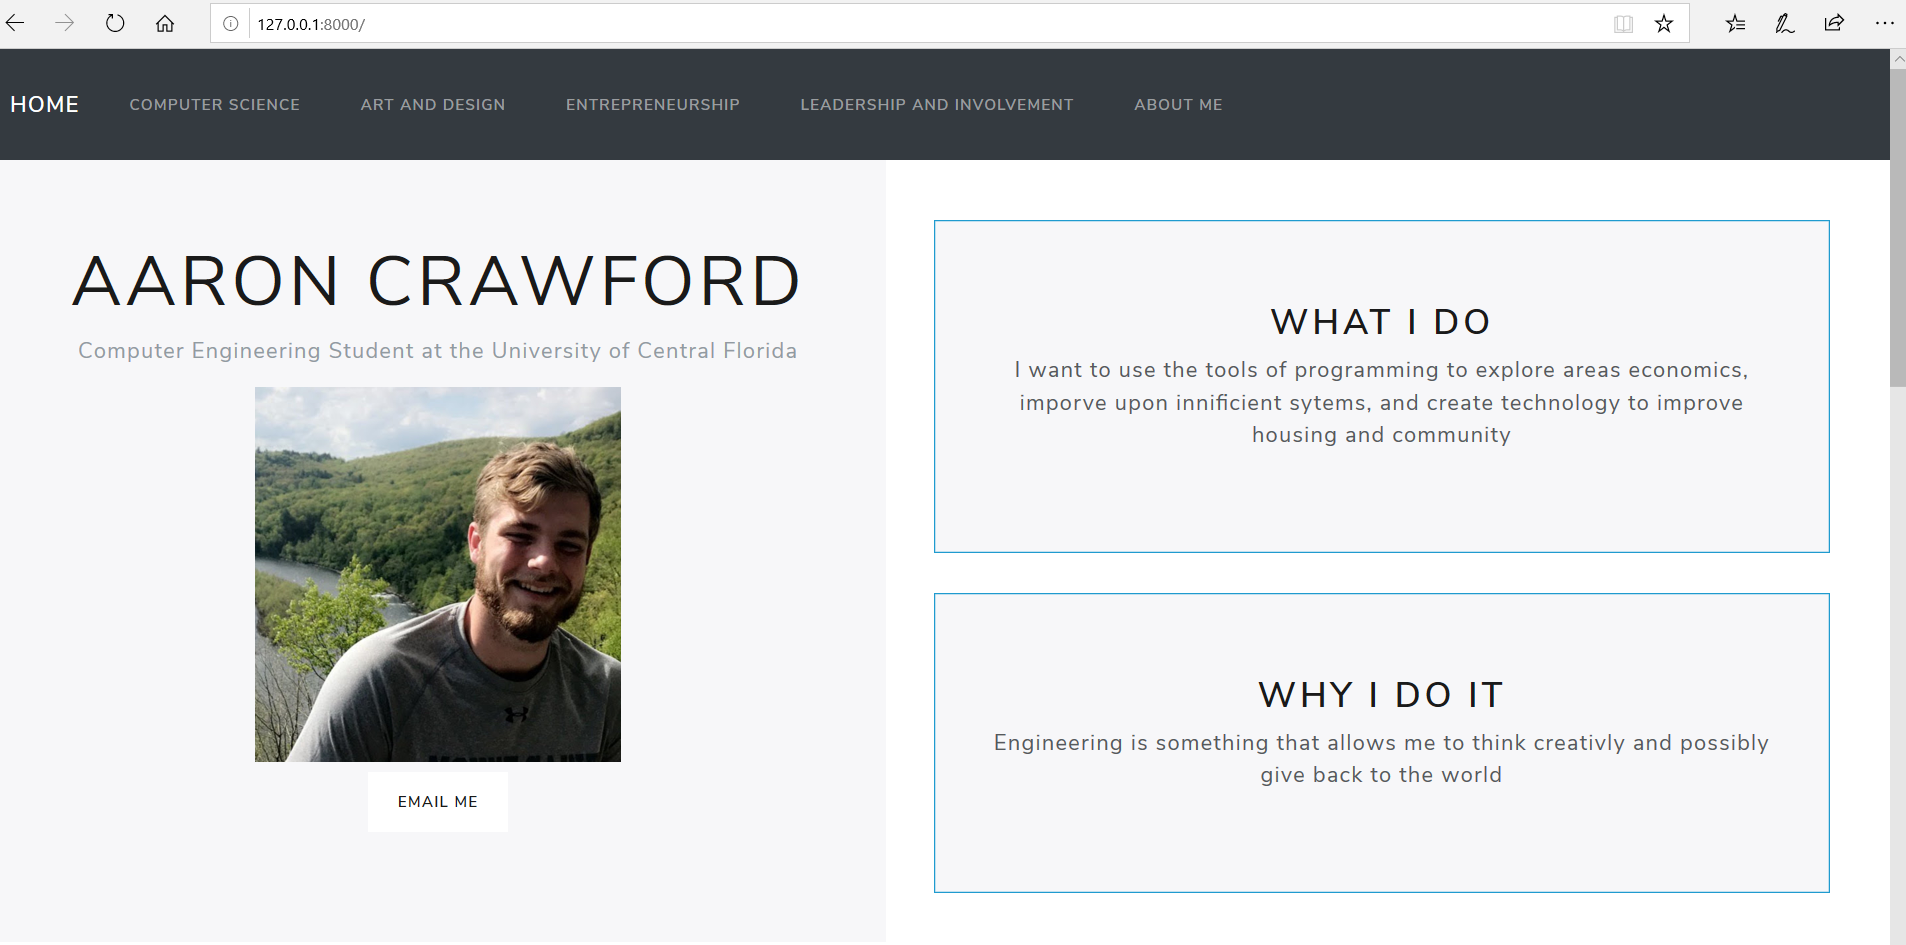 127.0.0.1:8000/
HOME COMPUTER SCIENCE ART AND DESIGN ENTREPRENEURSHIP LEADERSHIP AND INVOLVEMENT ABOUT ME
AARON CRAWFORD
Computer Engineering Student at the University of Central Florida
EMAIL ME
WHAT I DO
I want to use the tools of programming to explore areas economics,
imporve upon innificient sytems, and create technology to improve
housing and community
WHY I DO IT
Engineering is something that allows me to think creativly and possibly
give back to the world